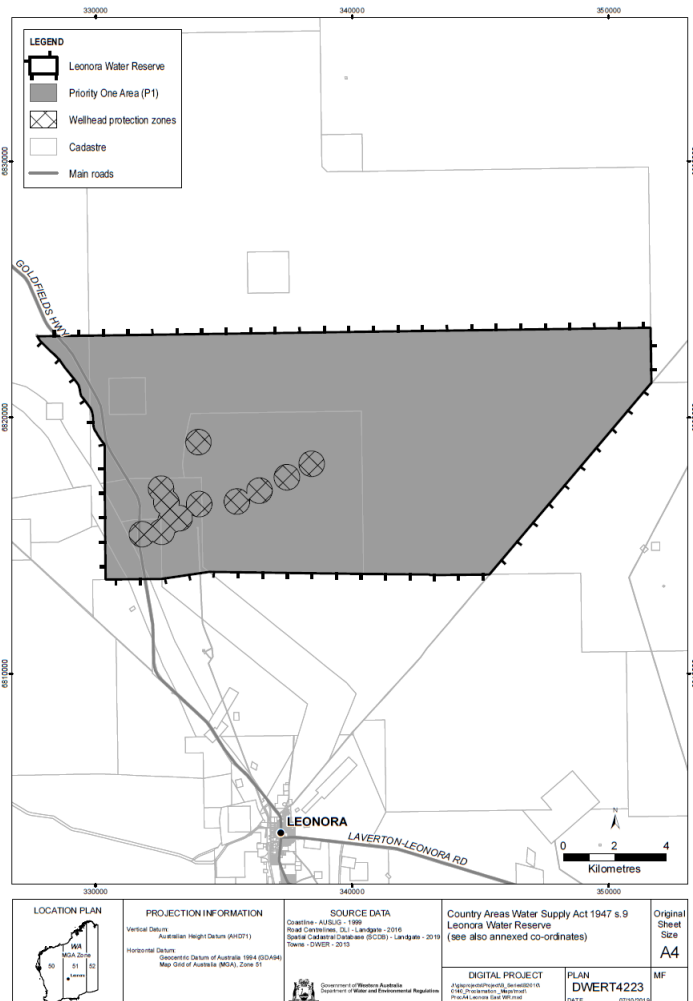 330000 340000 350000
LEGEND
Leonora Water Reserve
Priority One Area (P1)
Wellhead protection zones
Cadastre
Main roads
6830000
GOLDFIELDS HWY
6820000
6810000
LEONORA
LAVERTON-LEONORA RD
N
0 2 4
Kilometres
330000 340000 350000
LOCATION PLAN
WA
MGA Zone
50 51 52
Leonora
PROJECTION INFORMATION
Vertical Datum:
Australian Height Datum (AHD71)
Horizontal Datum:
Geocentric Datum of Australia 1994 (GDA94)
Map Grid of Australia (MGA), Zone 51
SOURCE DATA
Coastline - AUSLIG - 1998
Road Centrelines, DLI - Landgate - 2016
Spatial Cadastral Database (SCDB) - Landgate - 2019
Towns - DWER - 2013
Government of Western Australia
Department of Water and Environmental Regulation
Country Areas Water Supply Act 1947 s.9
Leonora Water Reserve
(see also annexed co-ordinates)
Original
Sheet
Size
A4
DIGITAL PROJECT
PLAN
DWERT4223
DATE
MF